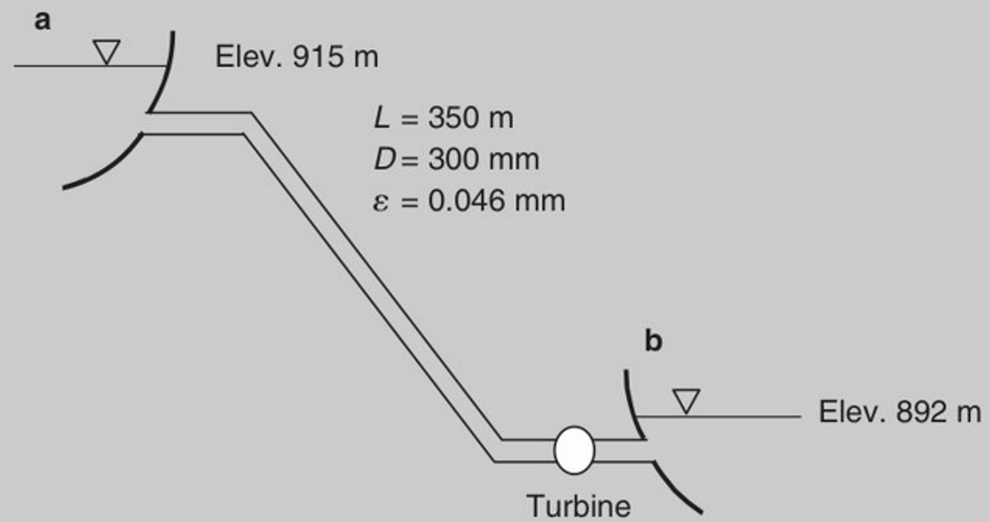 a
Elev. 915 m
L = 350 m
D= 300 mm
ε = 0.046 mm
b
Elev. 892 m
Turbine